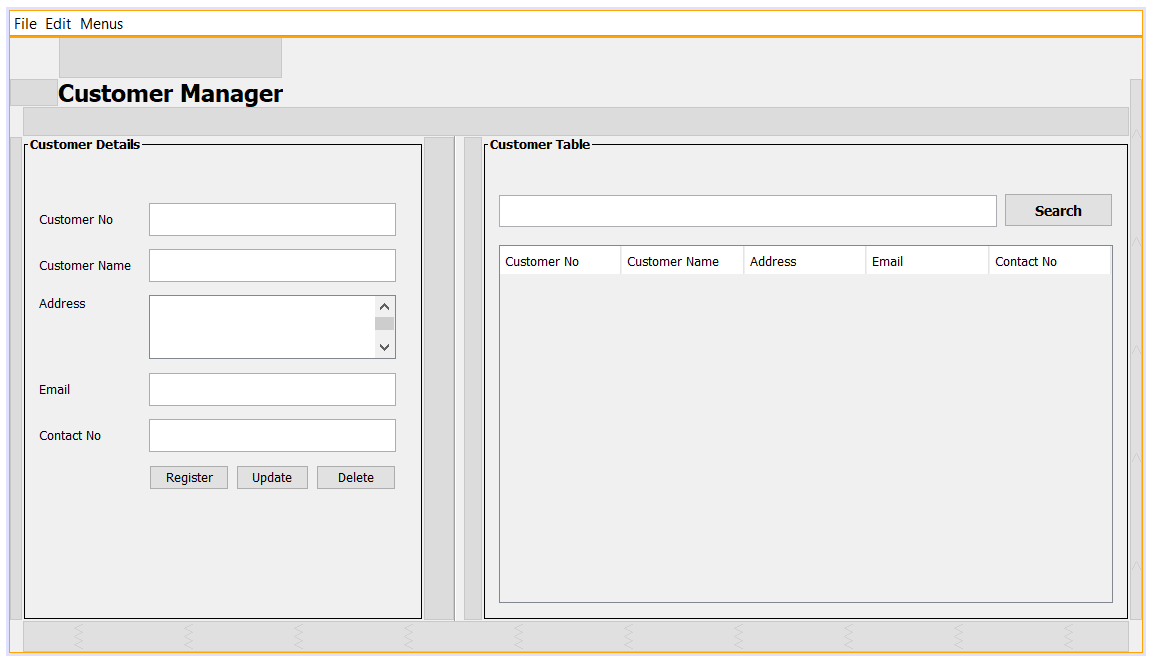 File Edit Menus
Customer Manager
Customer Details
Customer No
Customer Name
Address
Email
Contact No
Register Update Delete
Customer Table
Search
Customer No Customer Name Address Email Contact No